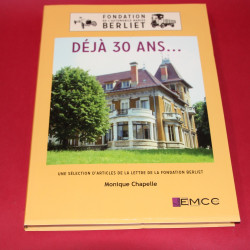 FONDATION
BERLIET
DÉJÀ 30 ANS...
UNE SÉLECTION D'ARTICLES DE LA LETTRE DE LA FONDATION BERLIET
Monique Chapelle
EMCC